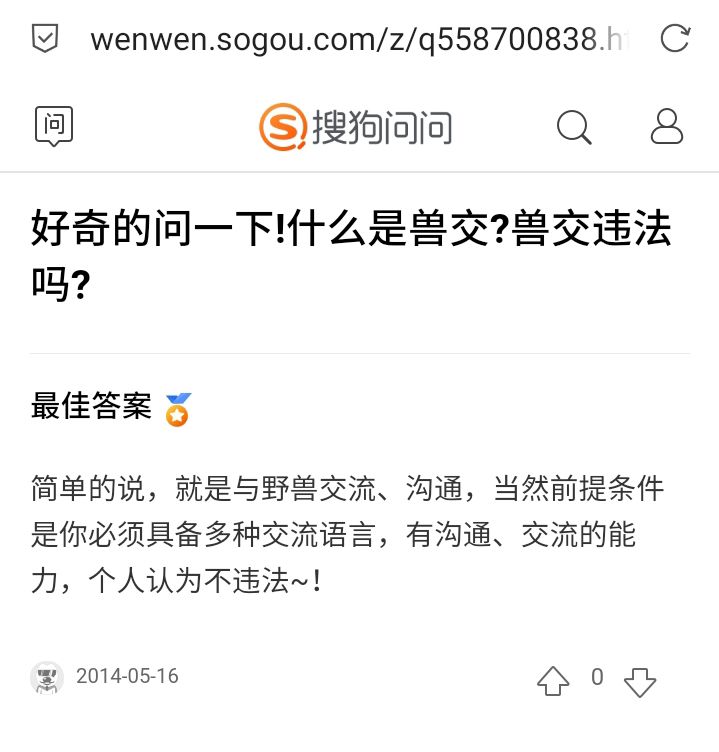 wenwen.sogou.com/z/q558700838.h
问
搜狗问问
好奇的问一下!什么是兽交?兽交违法
吗?
最佳答案
简单的说，就是与野兽交流、沟通，当然前提条件
是你必须具备多种交流语言，有沟通、交流的能
力，个人认为不违法~！
2014-05-16
0